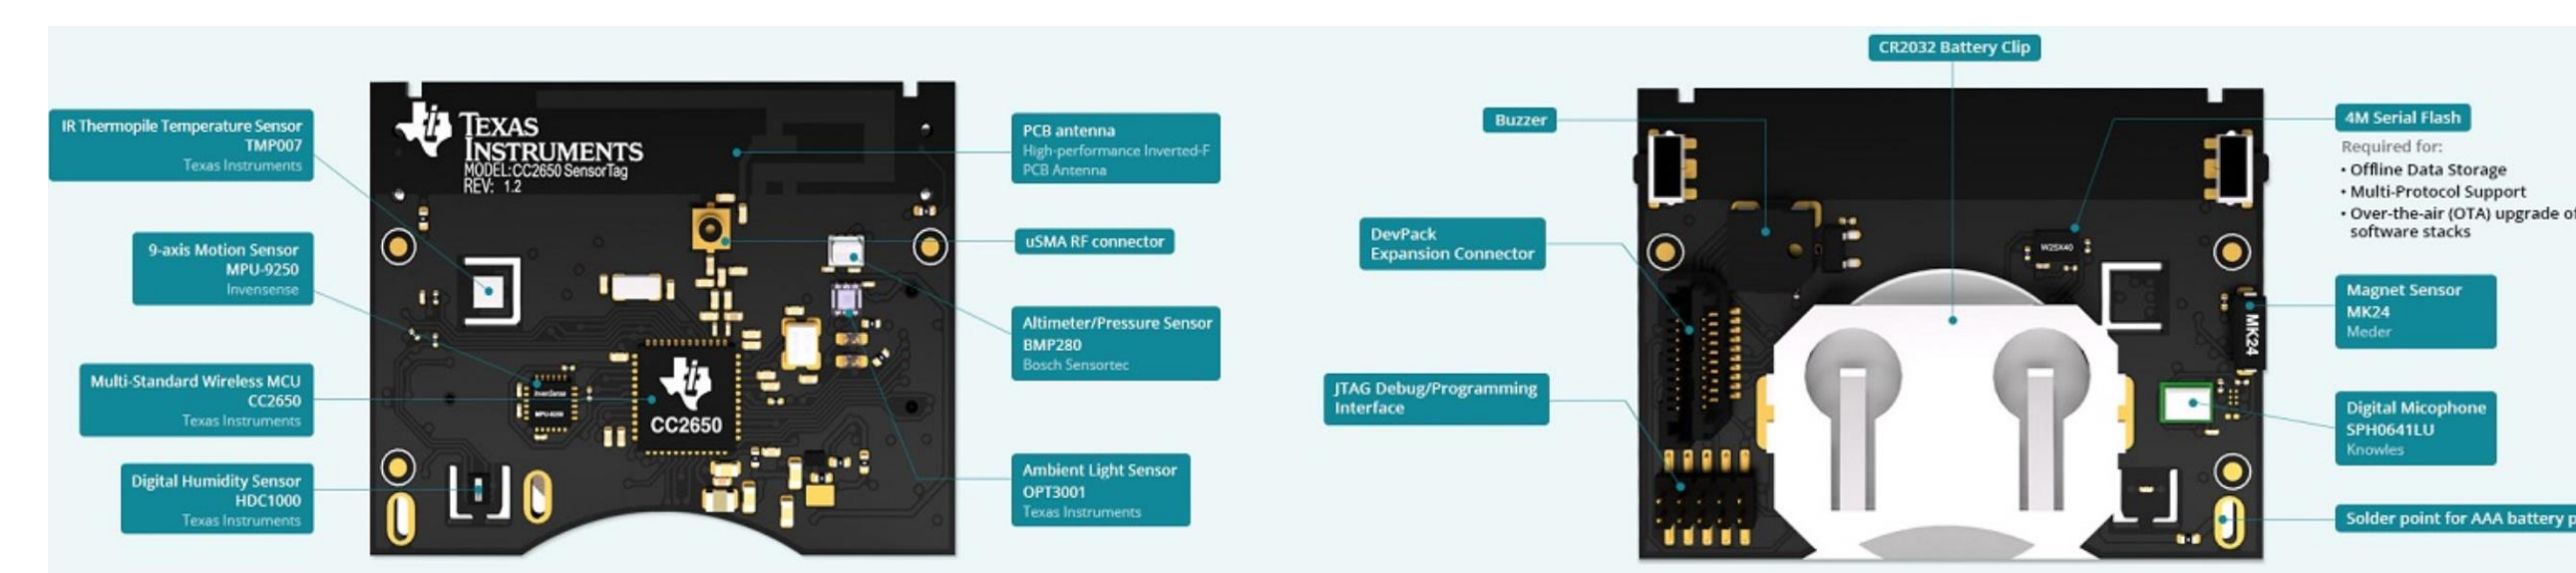 IR Thermopile Temperature Sensor
TMP007
Texas Instruments
9-axis Motion Sensor
MPU-9250
Invensense
Multi-Standard Wireless MCU
CC2650
Texas Instruments
Digital Humidity Sensor
HDC1000
Texas Instruments
TEXAS
INSTRUMENTS
MODEL:CC2650 SensorTag
REV: 1.2
InvenSense
MPU-9250
CC2650
PCB antenna
High-performance Inverted-F
PCB Antenna
uSMA RF connector
Altimeter/Pressure Sensor
BMP280
Bosch Sensortec
Ambient Light Sensor
OPT3001
Texas Instruments
CR2032 Battery Clip
Buzzer
DevPack
Expansion Connector
JTAG Debug/Programming
Interface
W25X40
MK24
4M Serial Flash
Required for:
• Offline Data Storage
• Multi-Protocol Support
• Over-the-air (OTA) upgrade of
software stacks
Magnet Sensor
MK24
Meder
Digital Micophone
SPH0641LU
Knowles
Solder point for AAA battery p